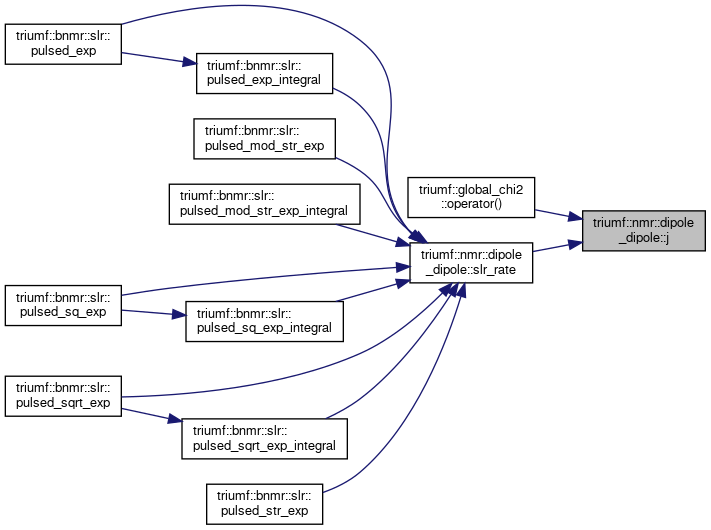 triumf::bnmr::slr::
pulsed_exp
triumf::bnmr::slr::
pulsed_exp_integral
triumf::bnmr::slr::
pulsed_mod_str_exp
triumf::bnmr::slr::
pulsed_mod_str_exp_integral
triumf::global_chi2
::operator()
triumf::nmr::dipole
_dipole::j
triumf::nmr::dipole
_dipole::slr_rate
triumf::bnmr::slr::
pulsed_sq_exp
triumf::bnmr::slr::
pulsed_sq_exp_integral
triumf::bnmr::slr::
pulsed_sqrt_exp
triumf::bnmr::slr::
pulsed_sqrt_exp_integral
triumf::bnmr::slr::
pulsed_str_exp